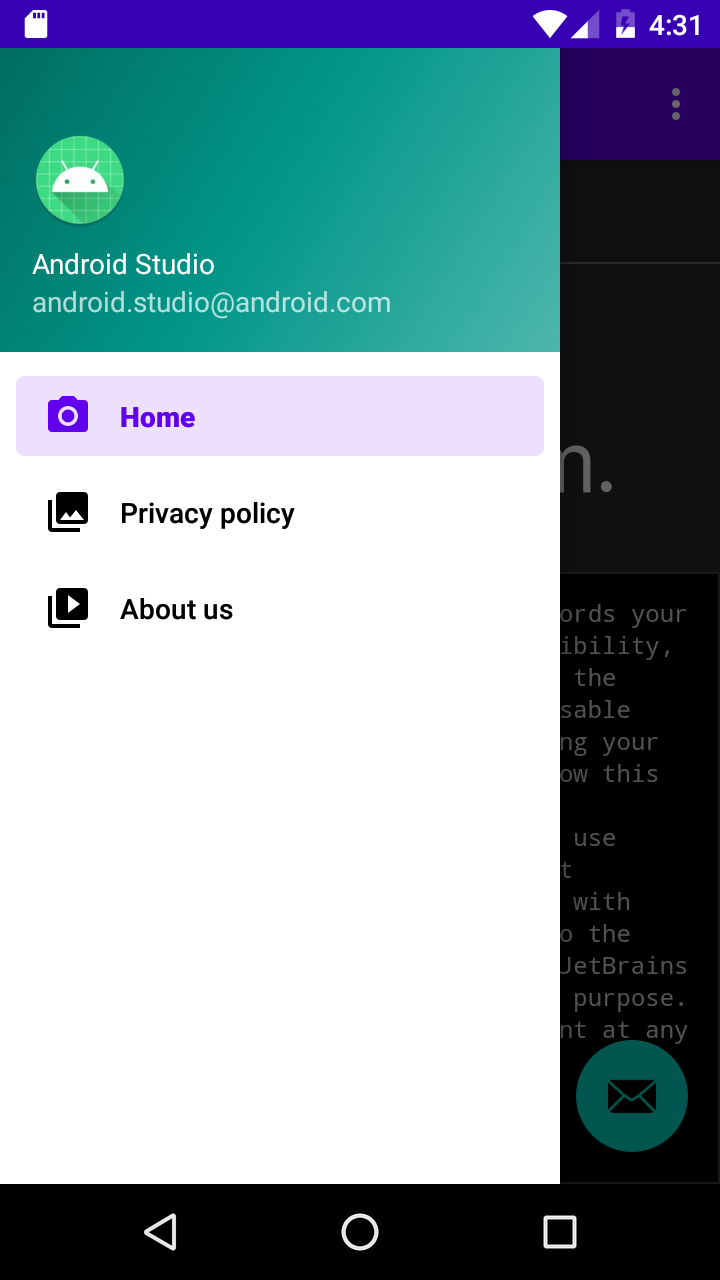 4:31
Android Studio
android.studio@android.com
Home
Privacy policy
About us
n.
ords your
ibility,
the
sable
ng your
ow this
use
t
with
o the
JetBrains
purpose.
nt at any